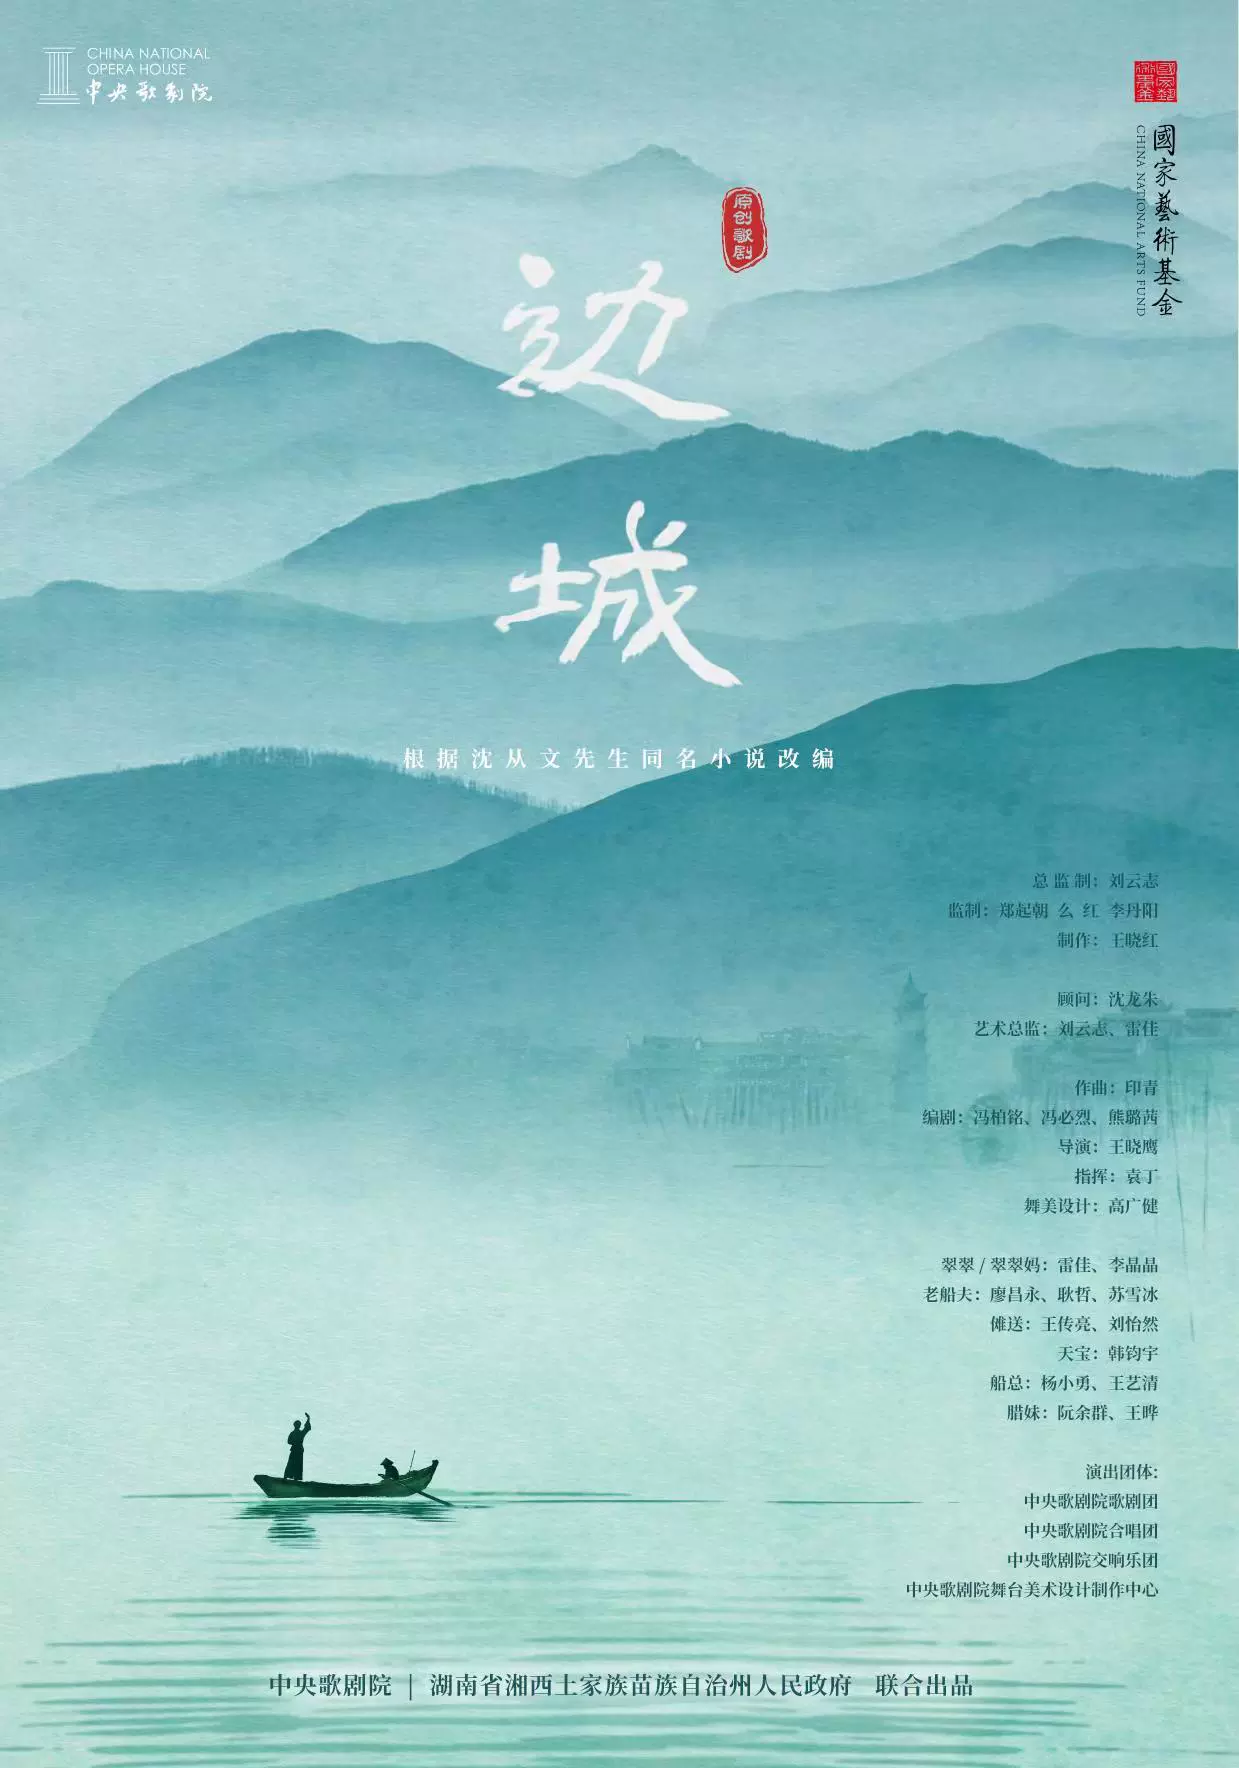 CHINA NATIONAL
OPERA HOUSE
中央歌剧院
國家藝術基金
國家藝術基金
CHINA NATIONAL ARTS FUND
原创歌剧
边城
根据沈从文先生同名小说改编
总监制：刘云志
监制：郑起朝 么 红 李丹阳
制作：王晓红
顾问：沈龙朱
艺术总监：刘云志、雷佳
作曲：印青
编剧：冯柏铭、冯必烈、熊璐茜
导演：王晓鹰
指挥：袁丁
舞美设计：高广健
翠翠 / 翠翠妈：雷佳、李晶晶
老船夫：廖昌永、耿哲、苏雪冰
傩送：王传亮、刘怡然
天宝：韩钧宇
船总：杨小勇、王艺清
腊妹：阮余群、王晔
演出团体:
中央歌剧院歌剧团
中央歌剧院合唱团
中央歌剧院交响乐团
中央歌剧院舞台美术设计制作中心
中央歌剧院 | 湖南省湘西土家族苗族自治州人民政府 联合出品